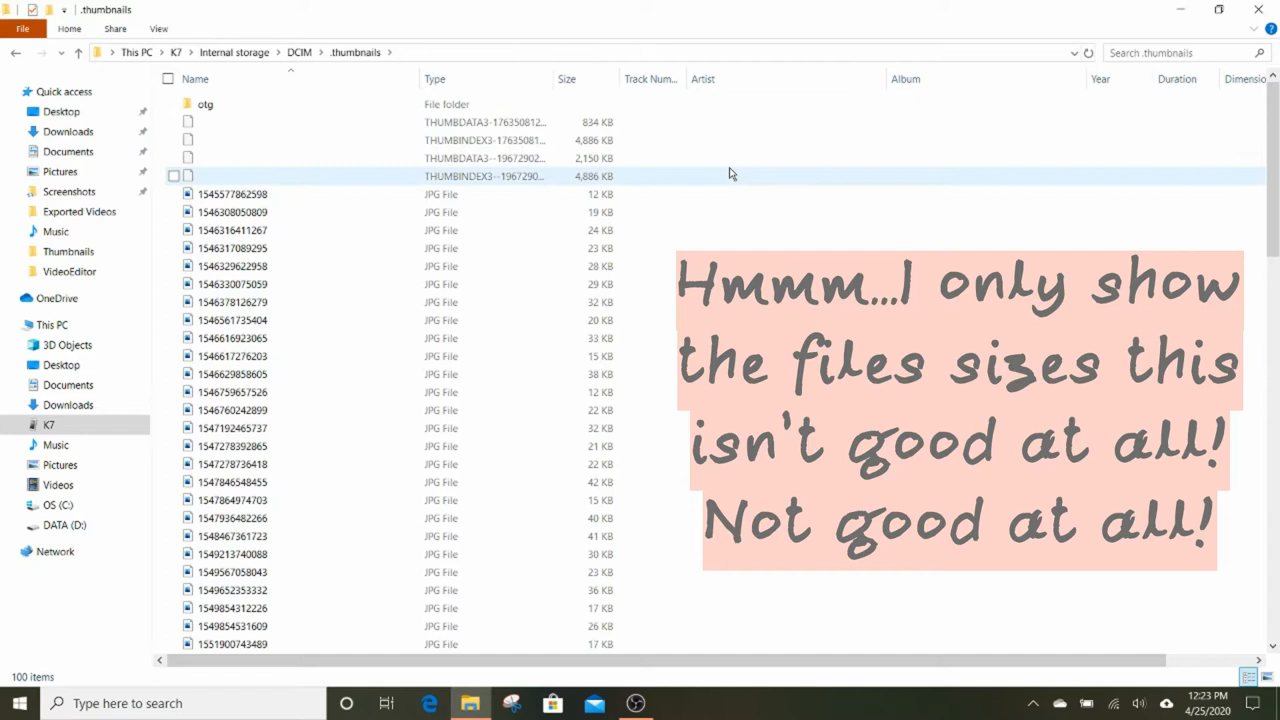 .thumbnails
File
Home
Share
View
This PC
K7
Internal storage
DCIM
.thumbnails
Search .thumbnails
Name
Type
Size
Track Num...
Artist
Album
Year
Duration
Dimensio
Quick access
Desktop
Downloads
Documents
Pictures
Screenshots
Exported Videos
Music
Thumbnails
VideoEditor
OneDrive
This PC
3D Objects
Desktop
Documents
Downloads
K7
Music
Pictures
Videos
OS (C:)
DATA (D:)
Network
otg File folder
THUMBDATA3-176350812... 834 KB
THUMBINDEX3-17635081... 4,886 KB
THUMBDATA3--19672902... 2,150 KB
THUMBINDEX3--1967290... 4,886 KB
1545577862598 JPG File 12 KB
1546308050809 JPG File 19 KB
1546316411267 JPG File 24 KB
1546317089295 JPG File 23 KB
1546329622958 JPG File 28 KB
1546330075059 JPG File 29 KB
1546378126279 JPG File 32 KB
1546561735404 JPG File 20 KB
1546616923065 JPG File 33 KB
1546617276203 JPG File 15 KB
1546629858605 JPG File 38 KB
1546759657526 JPG File 12 KB
1546760242899 JPG File 22 KB
1547192465737 JPG File 28 KB
1547278392865 JPG File 21 KB
1547278736418 JPG File 22 KB
1547846548455 JPG File 42 KB
1547864974703 JPG File 15 KB
1547936482266 JPG File 40 KB
1548467361723 JPG File 41 KB
1549213740088 JPG File 30 KB
1549567058043 JPG File 23 KB
1549652353332 JPG File 36 KB
1549854312226 JPG File 17 KB
1549854531609 JPG File 26 KB
1551900743489 JPG File 17 KB
Hmmm...I only show
the files sizes this
isn't good at all!
Not good at all!
100 items
Type here to search
12:23 PM
4/25/2020